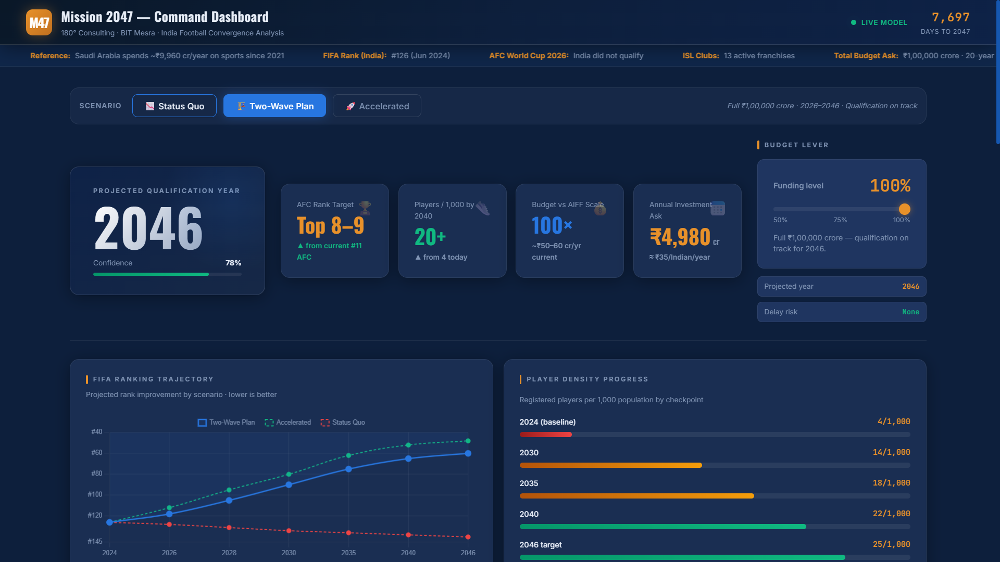 M47
Mission 2047 — Command Dashboard
180° Consulting · BIT Mesra · India Football Convergence Analysis
LIVE MODEL
7,697
DAYS TO 2047
Reference: Saudi Arabia spends ~₹9,960 cr/year on sports since 2021
FIFA Rank (India): #126 (Jun 2024)
AFC World Cup 2026: India did not qualify
ISL Clubs: 13 active franchises
Total Budget Ask: ₹1,00,000 crore · 20-year
SCENARIO
Status Quo
Two-Wave Plan
Accelerated
Full ₹1,00,000 crore · 2026–2046 · Qualification on track
PROJECTED QUALIFICATION YEAR
2046
Confidence 78%
AFC Rank Target
Top 8–9
▲ from current #11
AFC
Players / 1,000 by
2040
20+
▲ from 4 today
Budget vs AIFF Scale
100×
~₹50–60 cr/yr
current
Annual Investment
Ask
₹4,980 cr
≈ ₹35/Indian/year
BUDGET LEVER
Funding level 100%
50% 75% 100%
Full ₹1,00,000 crore — qualification on
track for 2046.
Projected year 2046
Delay risk None
FIFA RANKING TRAJECTORY
Projected rank improvement by scenario · lower is better
Two-Wave Plan Accelerated Status Quo
#40
#60
#80
#100
#120
#145
2024 2026 2028 2030 2035 2040 2046
PLAYER DENSITY PROGRESS
Registered players per 1,000 population by checkpoint
2024 (baseline) 4/1,000
2030 14/1,000
2035 18/1,000
2040 22/1,000
2046 target 25/1,000